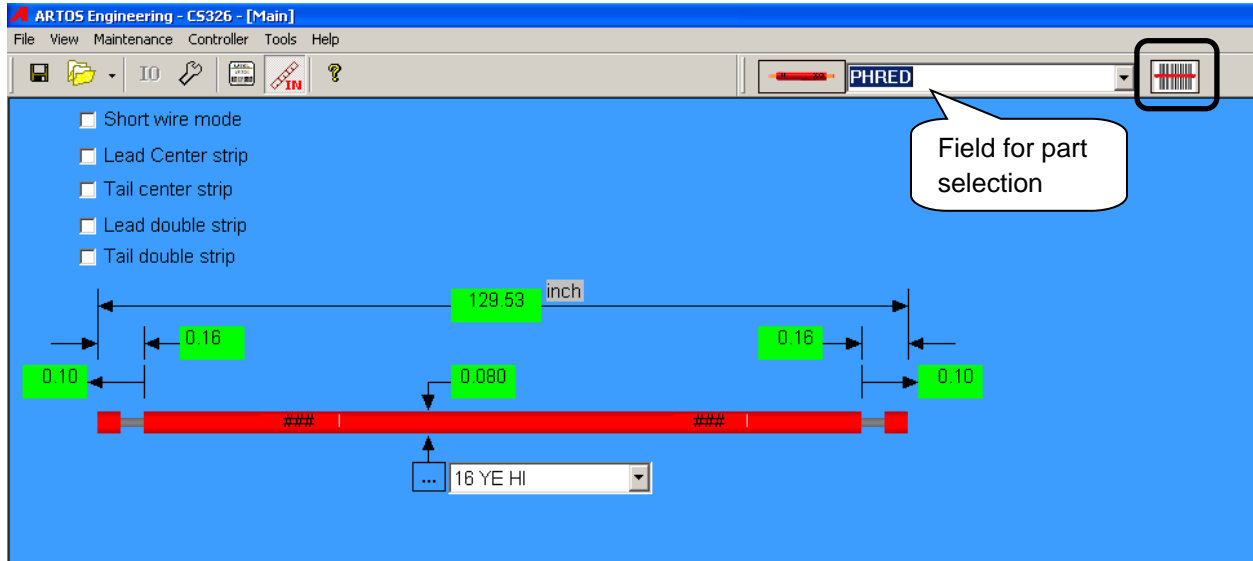 ARTOS Engineering - CS326 - [Main]
File View Maintenance Controller Tools Help
IO IN ? PHRED
Field for part
selection
Short wire mode
Lead Center strip
Tail center strip
Lead double strip
Tail double strip
129.53 inch
0.16 0.16
0.10 0.080 0.10
### ###
... 16 YE HI